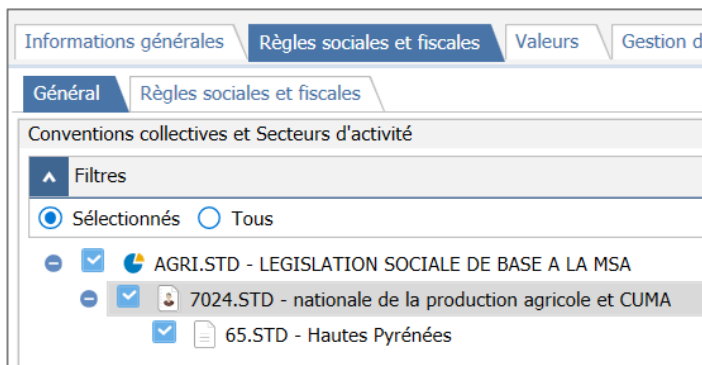 Informations générales Règles sociales et fiscales Valeurs Gestion d
Général Règles sociales et fiscales
Conventions collectives et Secteurs d'activité
Filtres
Sélectionnés Tous
AGRI.STD - LEGISLATION SOCIALE DE BASE A LA MSA
7024.STD - nationale de la production agricole et CUMA
65.STD - Hautes Pyrénées